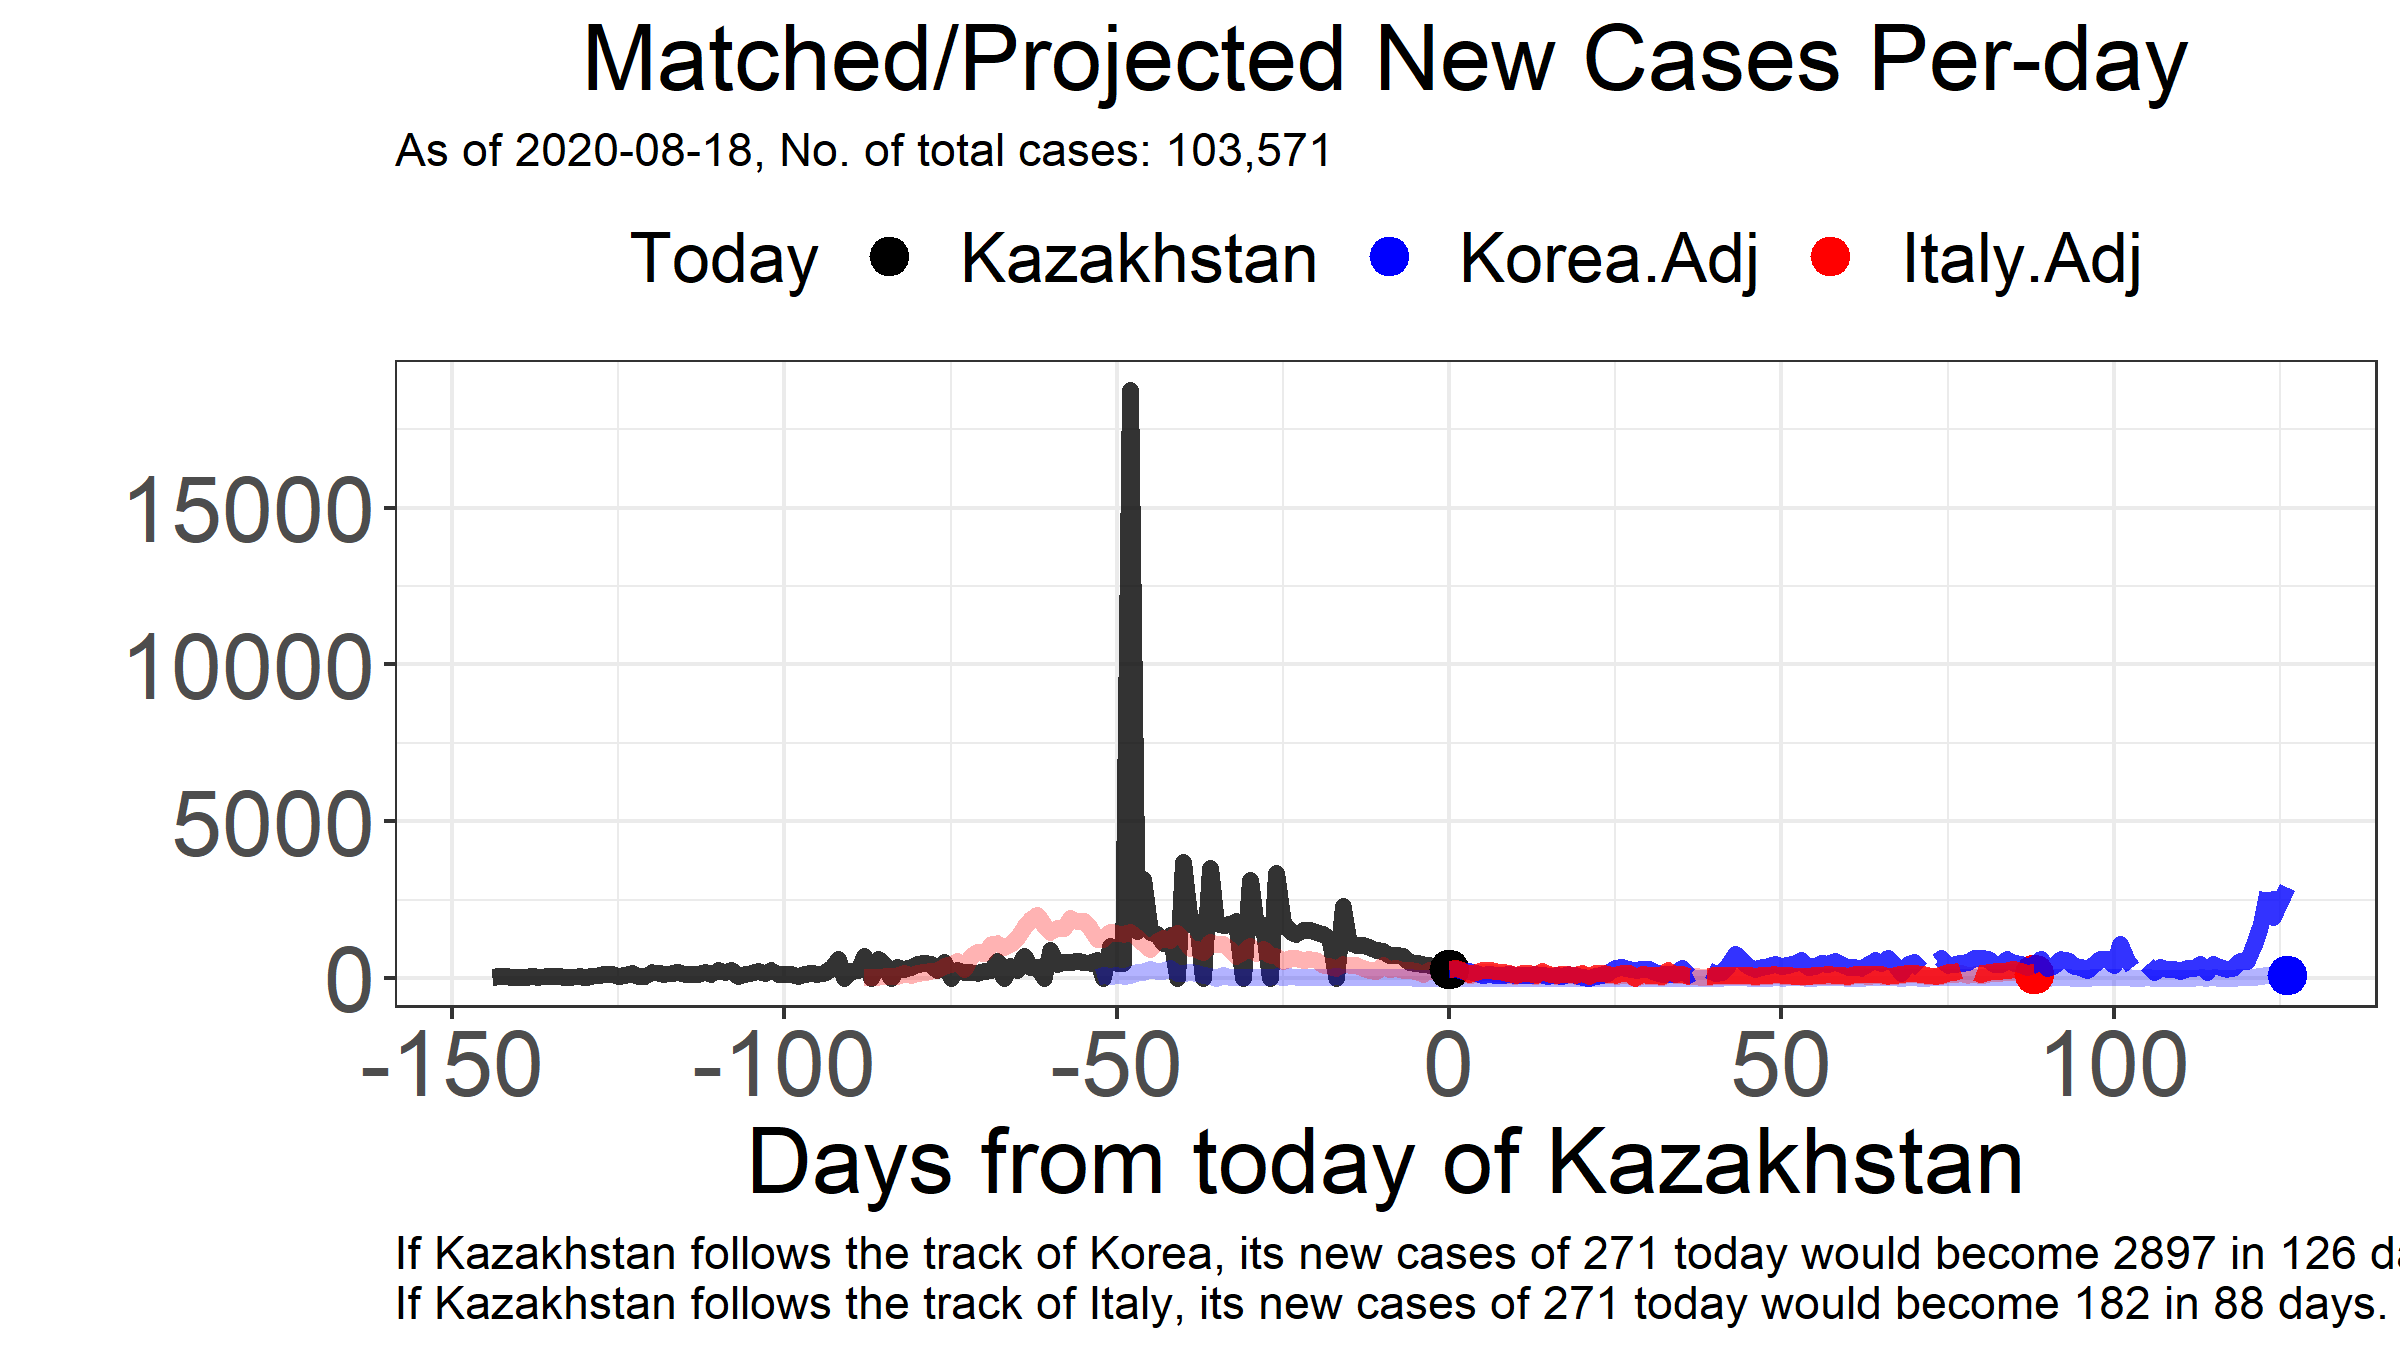 Matched/Projected New Cases Per-day
As of 2020-08-18, No. of total cases: 103,571
Today Kazakhstan Korea.Adj Italy.Adj
15000
10000
5000
0
-150 -100 -50 0 50 100
Days from today of Kazakhstan
If Kazakhstan follows the track of Korea, its new cases of 271 today would become 2897 in 126
If Kazakhstan follows the track of Italy, its new cases of 271 today would become 182 in 88 days.